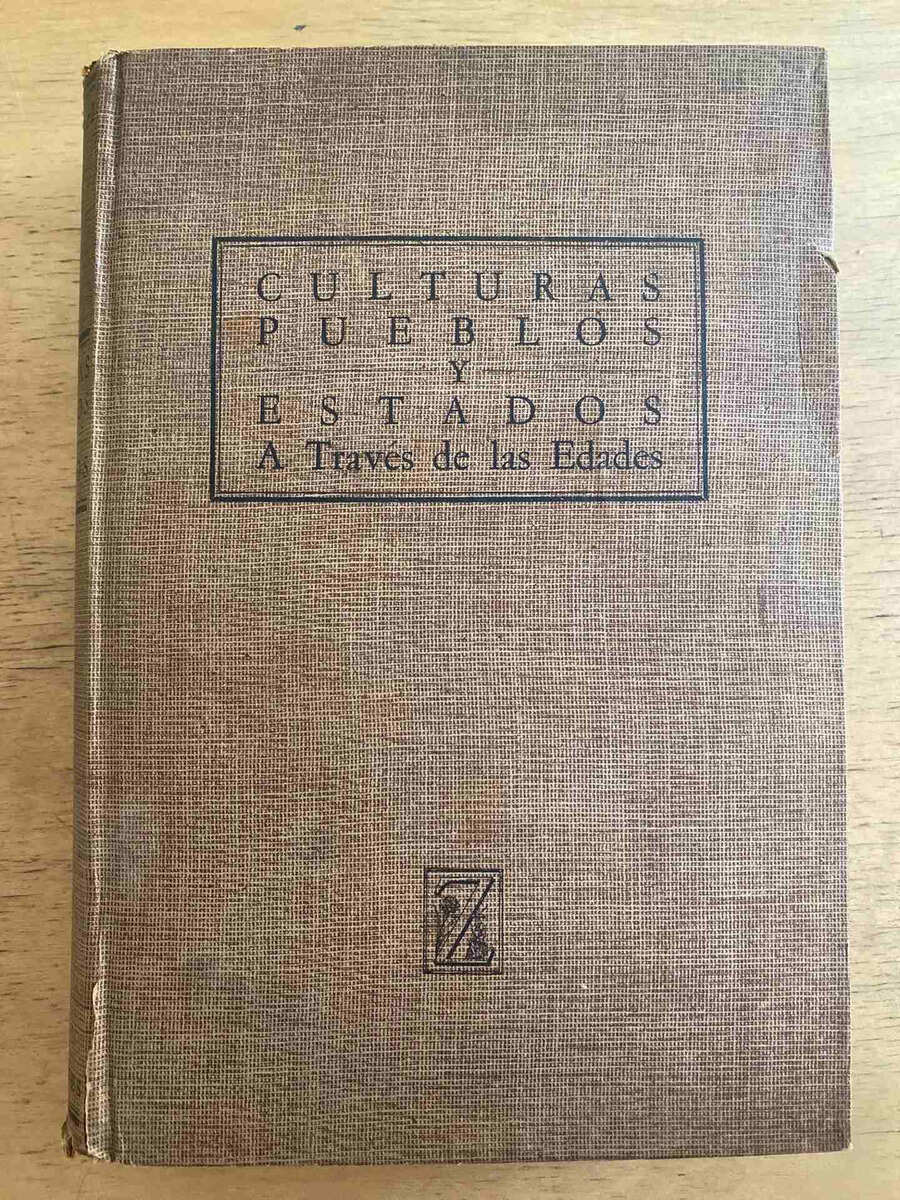 CULTURAS
PUEBLOS
Y
ESTADOS
A Través de las Edades
Z